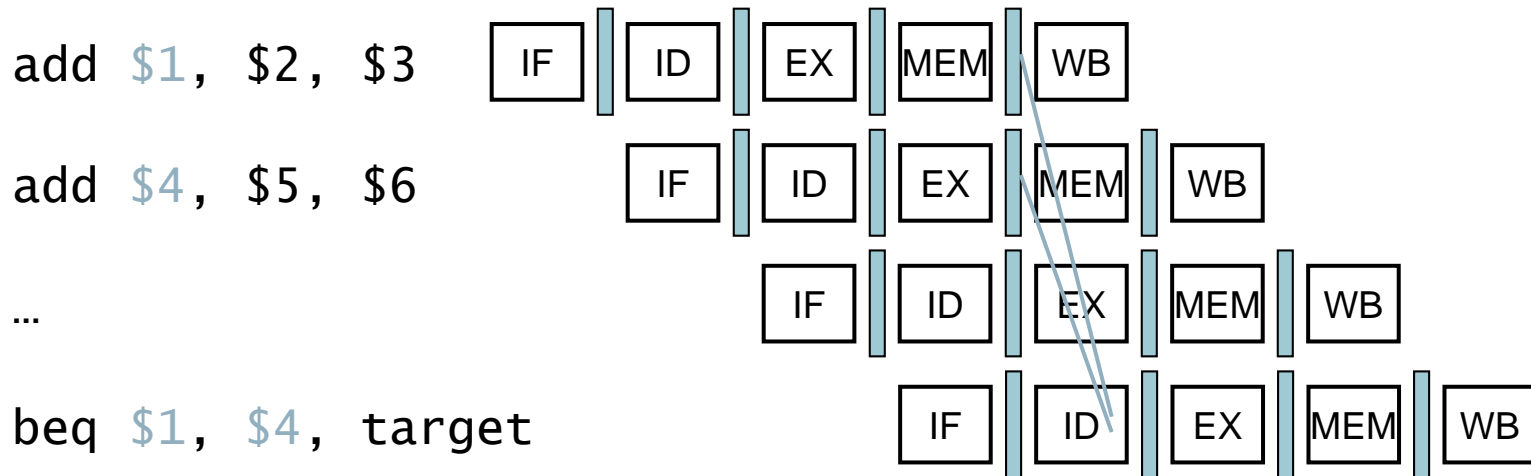 add $1, $2, $3 IF ID EX MEM WB
add $4, $5, $6 IF ID EX MEM WB
… IF ID EX MEM WB
beq $1, $4, target IF ID EX MEM WB